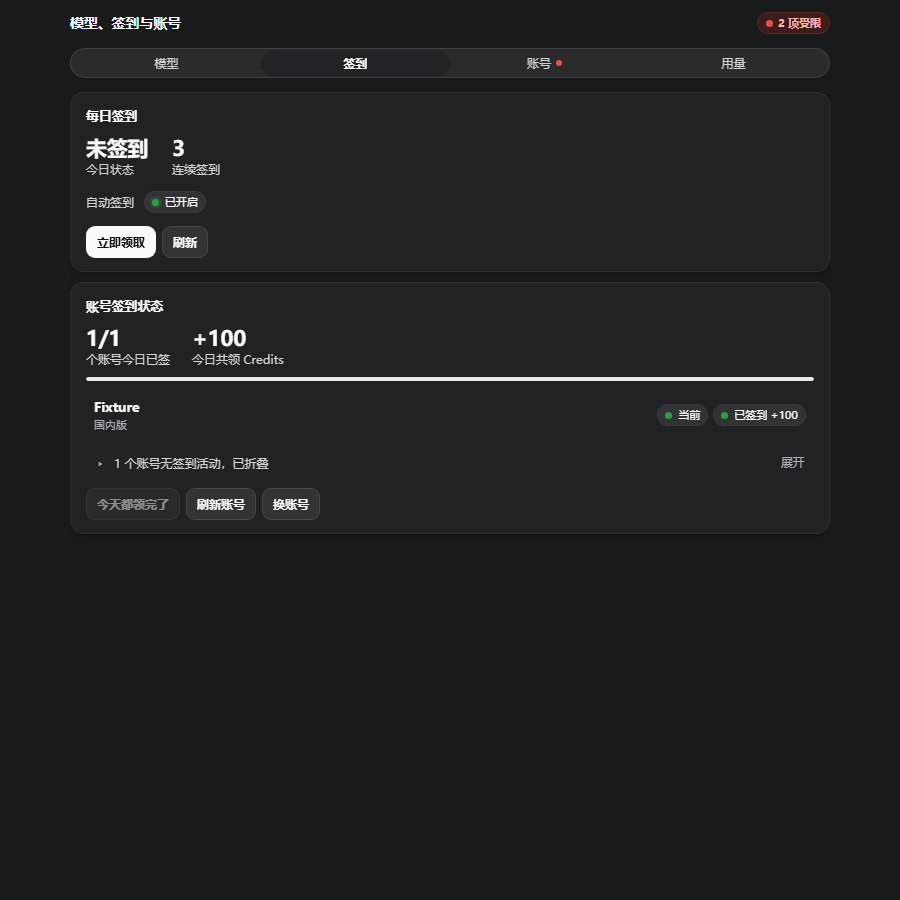 模型、签到与账号
2 顶受限
模型
签到
账号
用量
每日签到
未签到
3
今日状态
连续签到
自动签到
已开启
立即领取
刷新
账号签到状态
1/1
+100
个账号今日已签
今日共领 Credits
Fixture
当前
已签到 +100
国内版
1 个账号无签到活动，已折叠
展开
今天都领完了
刷新账号
换账号